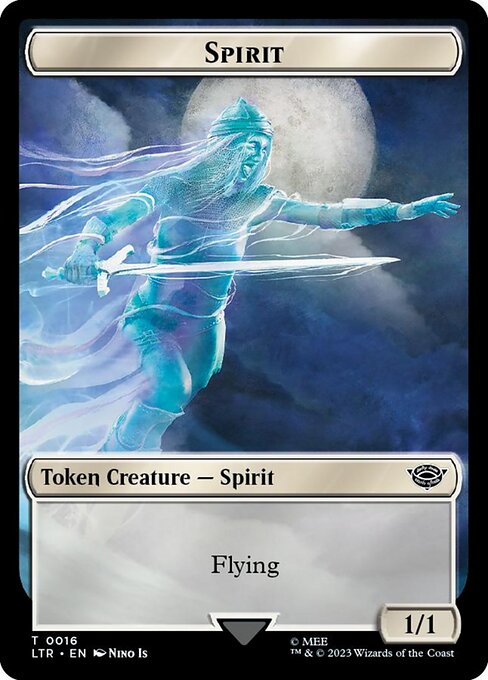 Spirit
Token Creature — Spirit
Flying
1/1
T 0016
LTR • EN Nino Is
© MEE
™ & © 2023 Wizards of the Coast